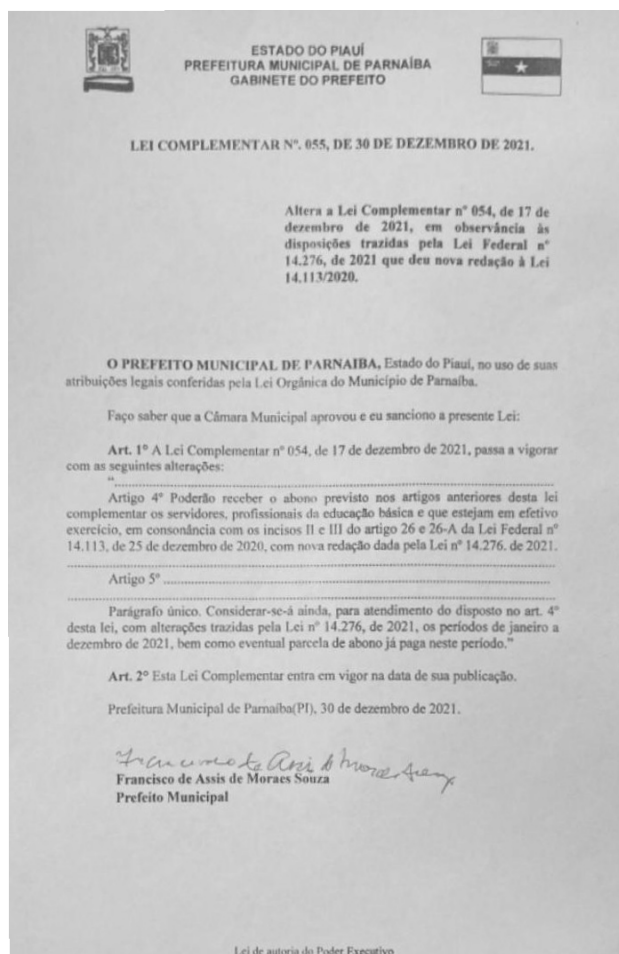 ESTADO DO PIAUÍ
PREFEITURA MUNICIPAL DE PARNAÍBA
GABINETE DO PREFEITO
LEI COMPLEMENTAR Nº. 055, DE 30 DE DEZEMBRO DE 2021.
Altera a Lei Complementar nº 054, de 17 de
dezembro de 2021, em observância às
disposições trazidas pela Lei Federal nº
14.276, de 2021 que deu nova redação à Lei
14.113/2020.
O PREFEITO MUNICIPAL DE PARNAIBA, Estado do Piauí, no uso de suas
atribuições legais conferidas pela Lei Orgânica do Município de Parnaíba.
Faço saber que a Câmara Municipal aprovou e eu sanciono a presente Lei:
Art. 1º A Lei Complementar nº 054, de 17 de dezembro de 2021, passa a vigorar
com as seguintes alterações:
“..........................................................................................
Artigo 4º Poderão receber o abono previsto nos artigos anteriores desta lei
complementar os servidores, profissionais da educação básica e que estejam em efetivo
exercício, em consonância com os incisos II e III do artigo 26 e 26-A da Lei Federal nº
14.113, de 25 de dezembro de 2020, com nova redação dada pela Lei nº 14.276. de 2021.
..........................................................................................
Artigo 5º ................................................................................
..........................................................................................
Parágrafo único. Considerar-se-á ainda, para atendimento do disposto no art. 4º
desta lei, com alterações trazidas pela Lei nº 14.276, de 2021, os períodos de janeiro a
dezembro de 2021, bem como eventual parcela de abono já paga neste período.”
Art. 2º Esta Lei Complementar entra em vigor na data de sua publicação.
Prefeitura Municipal de Parnaíba(PI), 30 de dezembro de 2021.
Francisco de Assis de Moraes Souza
Prefeito Municipal
Lei de autoria do Poder Executivo